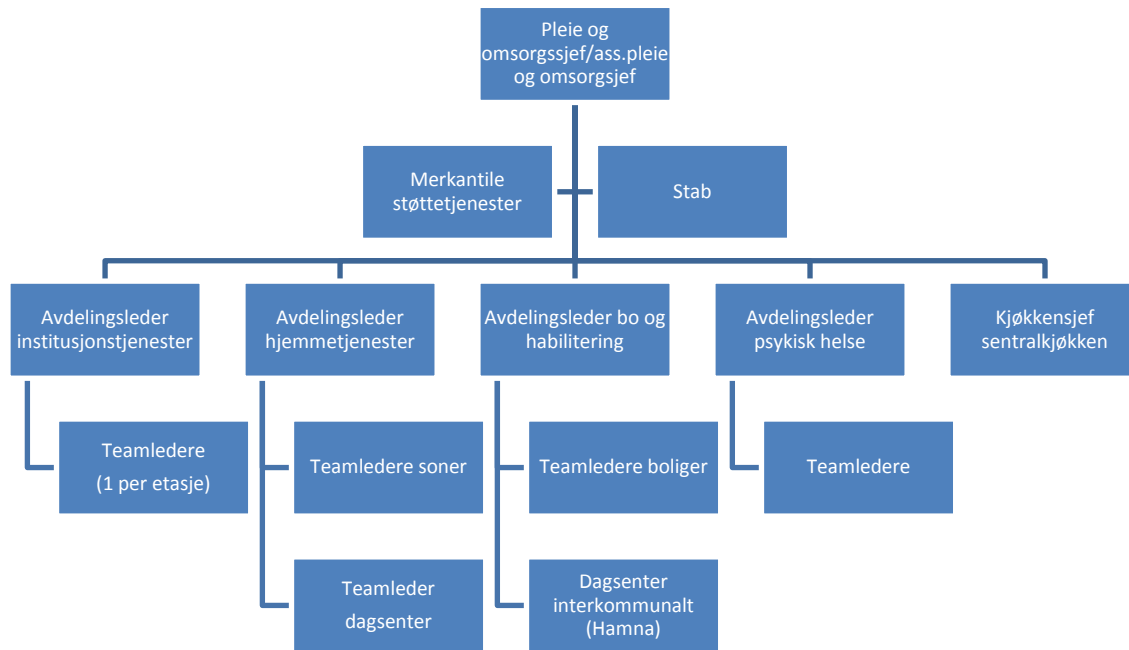 Pleie og
omsorgssjef/ass.pleie
og omsorgsjef
Merkantile
støttetjenester
Stab
Avdelingsleder
institusjonstjenester
Avdelingsleder
hjemmetjenester
Avdelingsleder bo og
habilitering
Avdelingsleder
psykisk helse
Kjøkkensjef
sentralkjøkken
Teamledere
(1 per etasje)
Teamledere soner
Teamledere boliger
Teamledere
Teamleder
dagsenter
Dagsenter
interkommunalt
(Hamna)